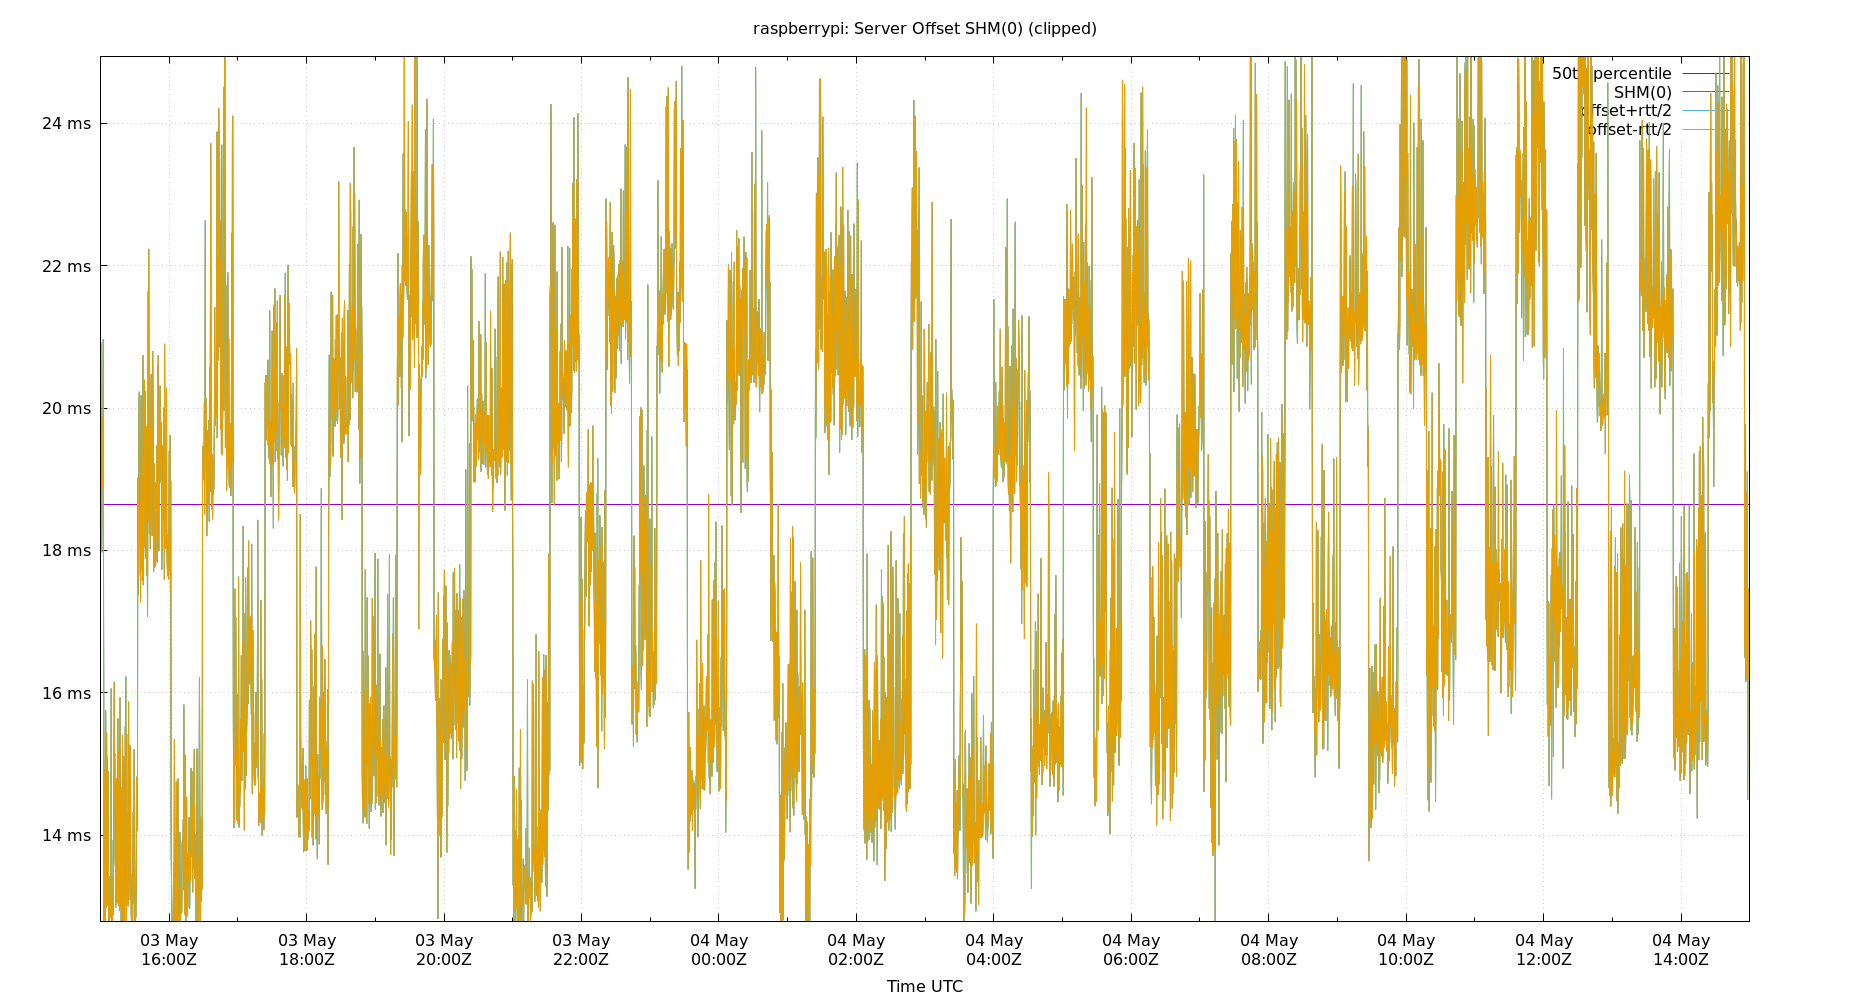 raspberrypi: Server Offset SHM(0) (clipped)
50th percentile
SHM(0)
offset+rtt/2
offset-rtt/2
24 ms
22 ms
20 ms
18 ms
16 ms
14 ms
03 May 03 May 03 May 03 May 04 May 04 May 04 May 04 May 04 May 04 May 04 May 04 May
16:00Z 18:00Z 20:00Z 22:00Z 00:00Z 02:00Z 04:00Z 06:00Z 08:00Z 10:00Z 12:00Z 14:00Z
Time UTC